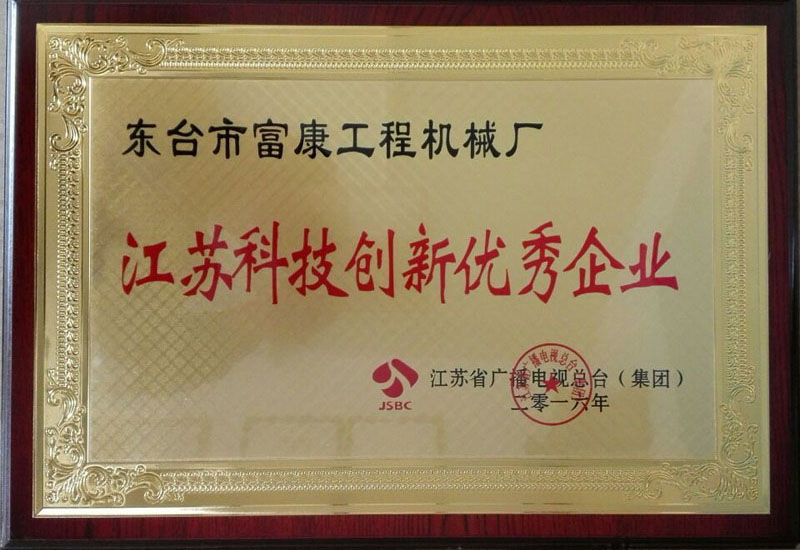 东台市富康工程机械厂
江苏科技创新优秀企业
JSBC
江苏省广播电视总台（集团）
二零一六年